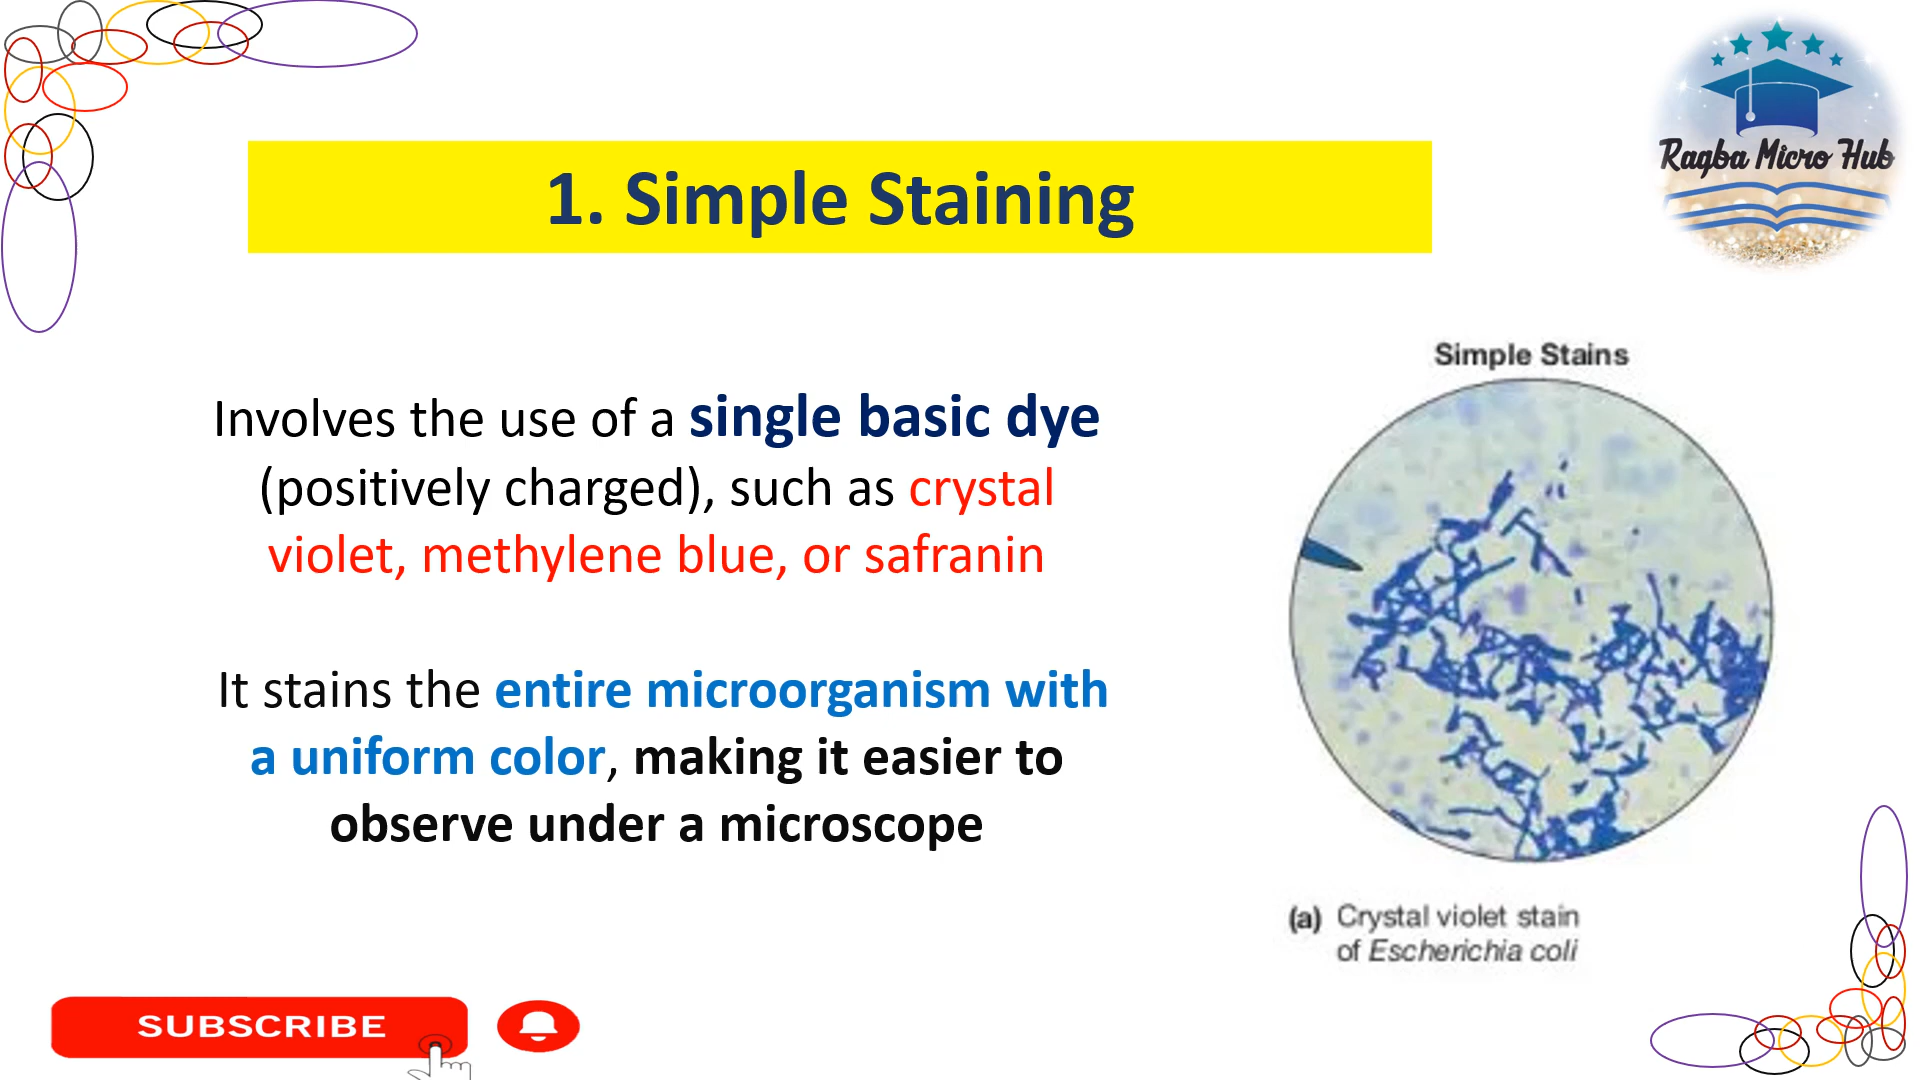 Ragba Micro Hub
1. Simple Staining
Simple Stains
Involves the use of a single basic dye
(positively charged), such as crystal
violet, methylene blue, or safranin
It stains the entire microorganism with
a uniform color, making it easier to
observe under a microscope
(a) Crystal violet stain
of Escherichia coli
SUBSCRIBE